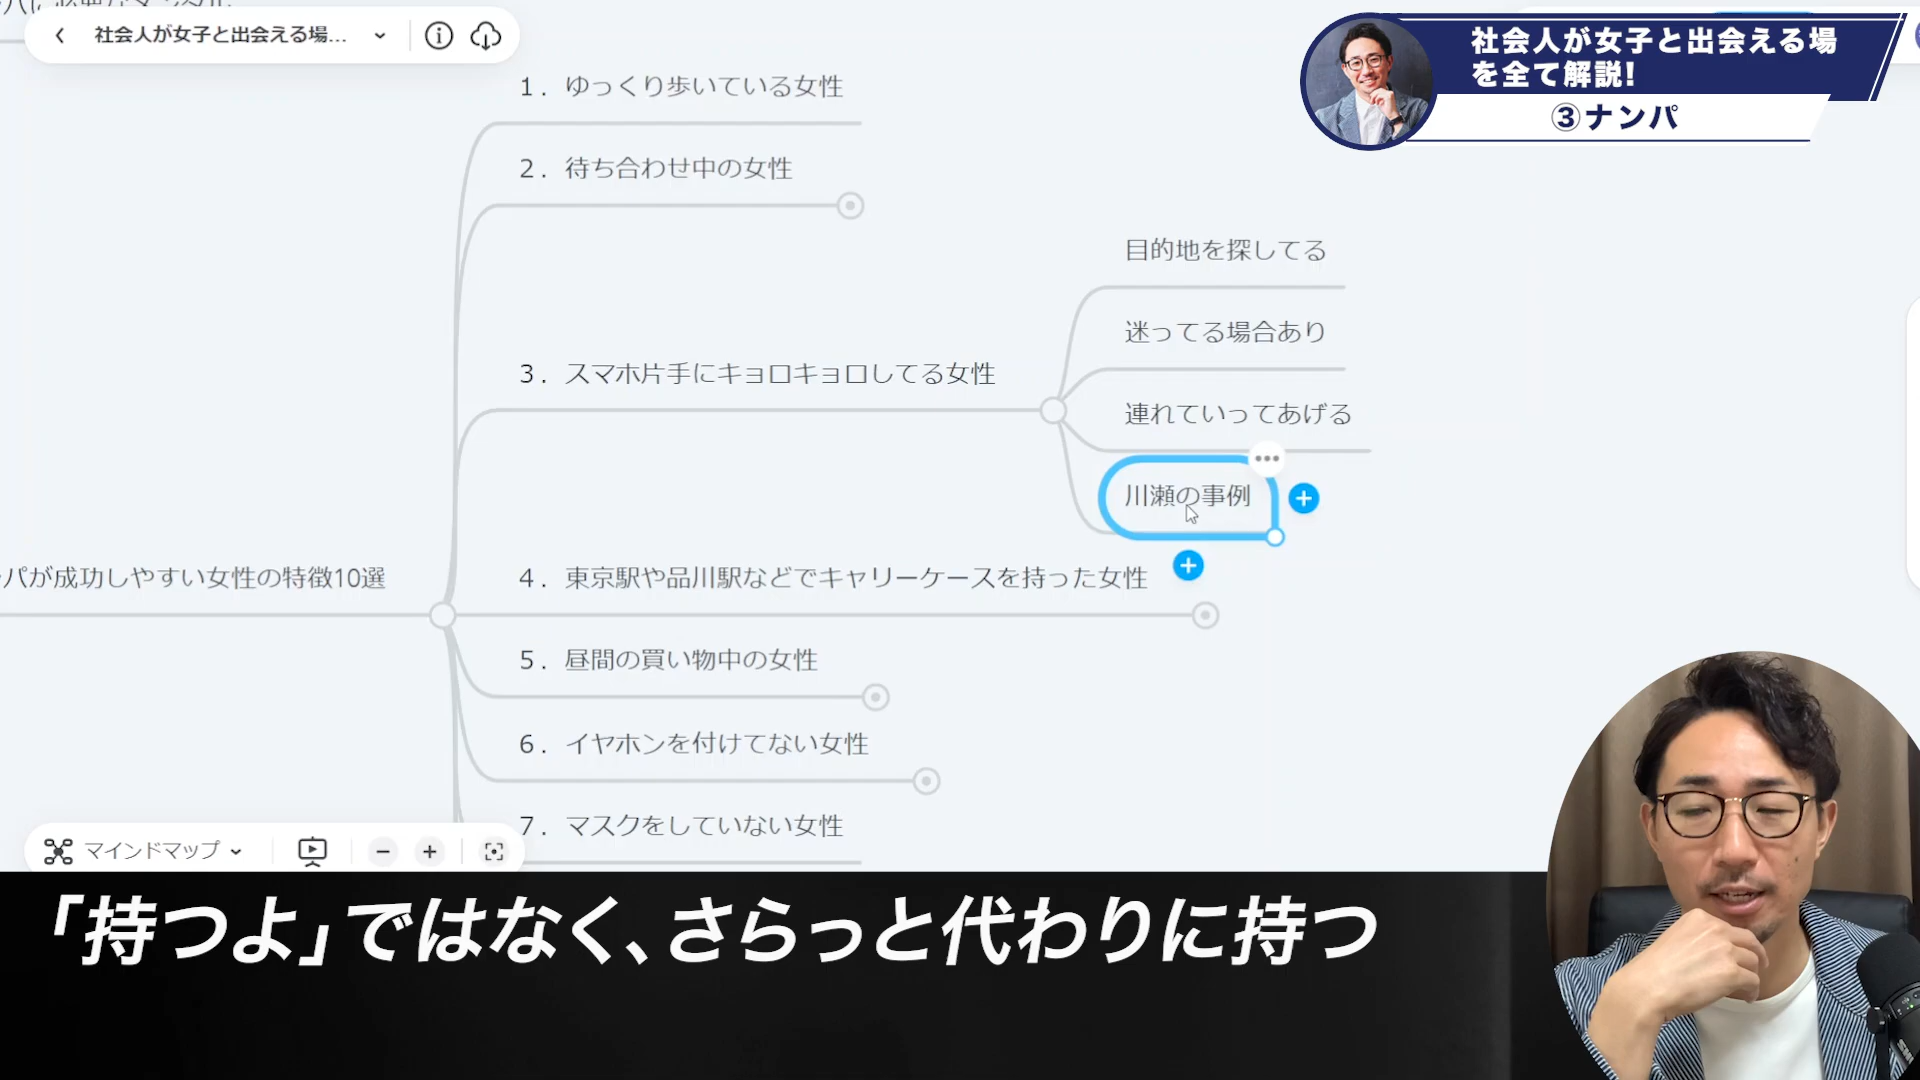 社会人が女子と出会える場...
社会人が女子と出会える場
を全て解説!
③ナンパ
1. ゆっくり歩いている女性
2. 待ち合わせ中の女性
目的地を探してる
迷ってる場合あり
3. スマホ片手にキョロキョロしてる女性
連れていってあげる
川瀬の事例
パが成功しやすい女性の特徴10選
4. 東京駅や品川駅などでキャリーケースを持った女性
5. 昼間の買い物中の女性
6. イヤホンを付けてない女性
7. マスクをしていない女性
マインドマップ
「持つよ」ではなく、さらっと代わりに持つ